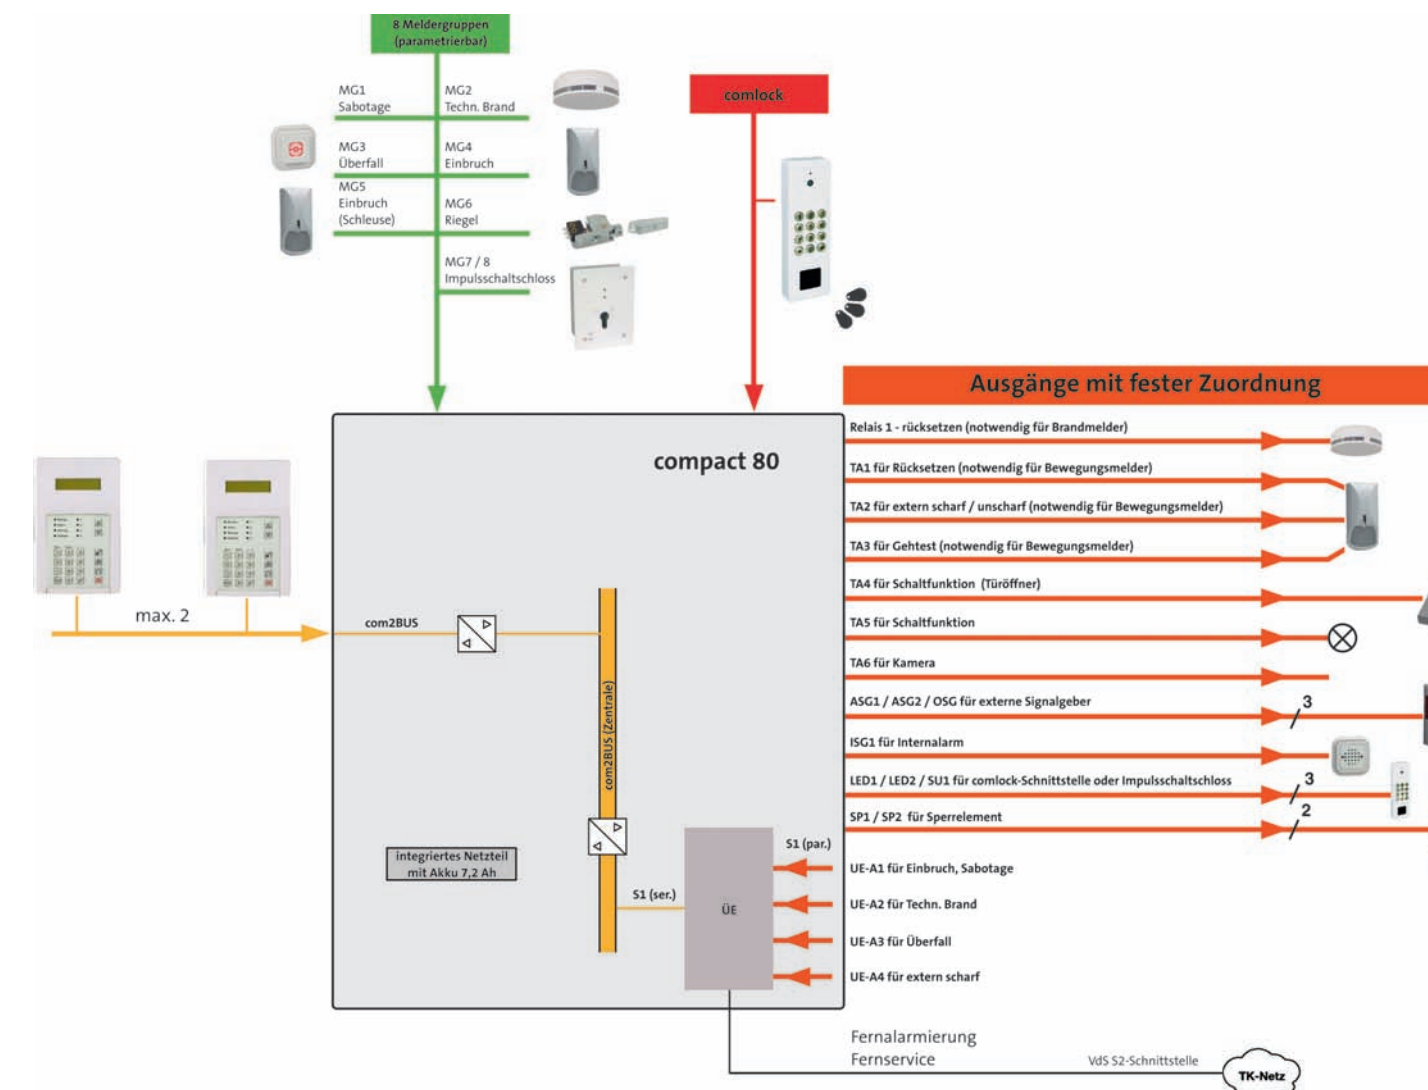 8 Meldergruppen
(parametrierbar)
MG1
Sabotage
MG2
Techn. Brand
MG3
Überfall
MG4
Einbruch
MG5
Einbruch
(Schleuse)
MG6
Riegel
MG7 / 8
Impulsschaltschloss
comlock
Ausgänge mit fester Zuordnung
compact 80
Relais 1 - rücksetzen (notwendig für Brandmelder)
TA1 für Rücksetzen (notwendig für Bewegungsmelder)
TA2 für extern scharf / unscharf (notwendig für Bewegungsmelder)
TA3 für Gehtest (notwendig für Bewegungsmelder)
TA4 für Schaltfunktion (Türöffner)
TA5 für Schaltfunktion
TA6 für Kamera
ASG1 / ASG2 / OSG für externe Signalgeber
3
ISG1 für Internalarm
LED1 / LED2 / SU1 für comlock-Schnittstelle oder Impulsschaltschloss
3
SP1 / SP2 für Sperrelement
2
max. 2
com2BUS
com2BUS (Zentrale)
integriertes Netzteil
mit Akku 7,2 Ah
S1 (ser.)
ÜE
S1 (par.)
UE-A1 für Einbruch, Sabotage
UE-A2 für Techn. Brand
UE-A3 für Überfall
UE-A4 für extern scharf
Fernalarmierung
Fernservice
VdS S2-Schnittstelle
TK-Netz